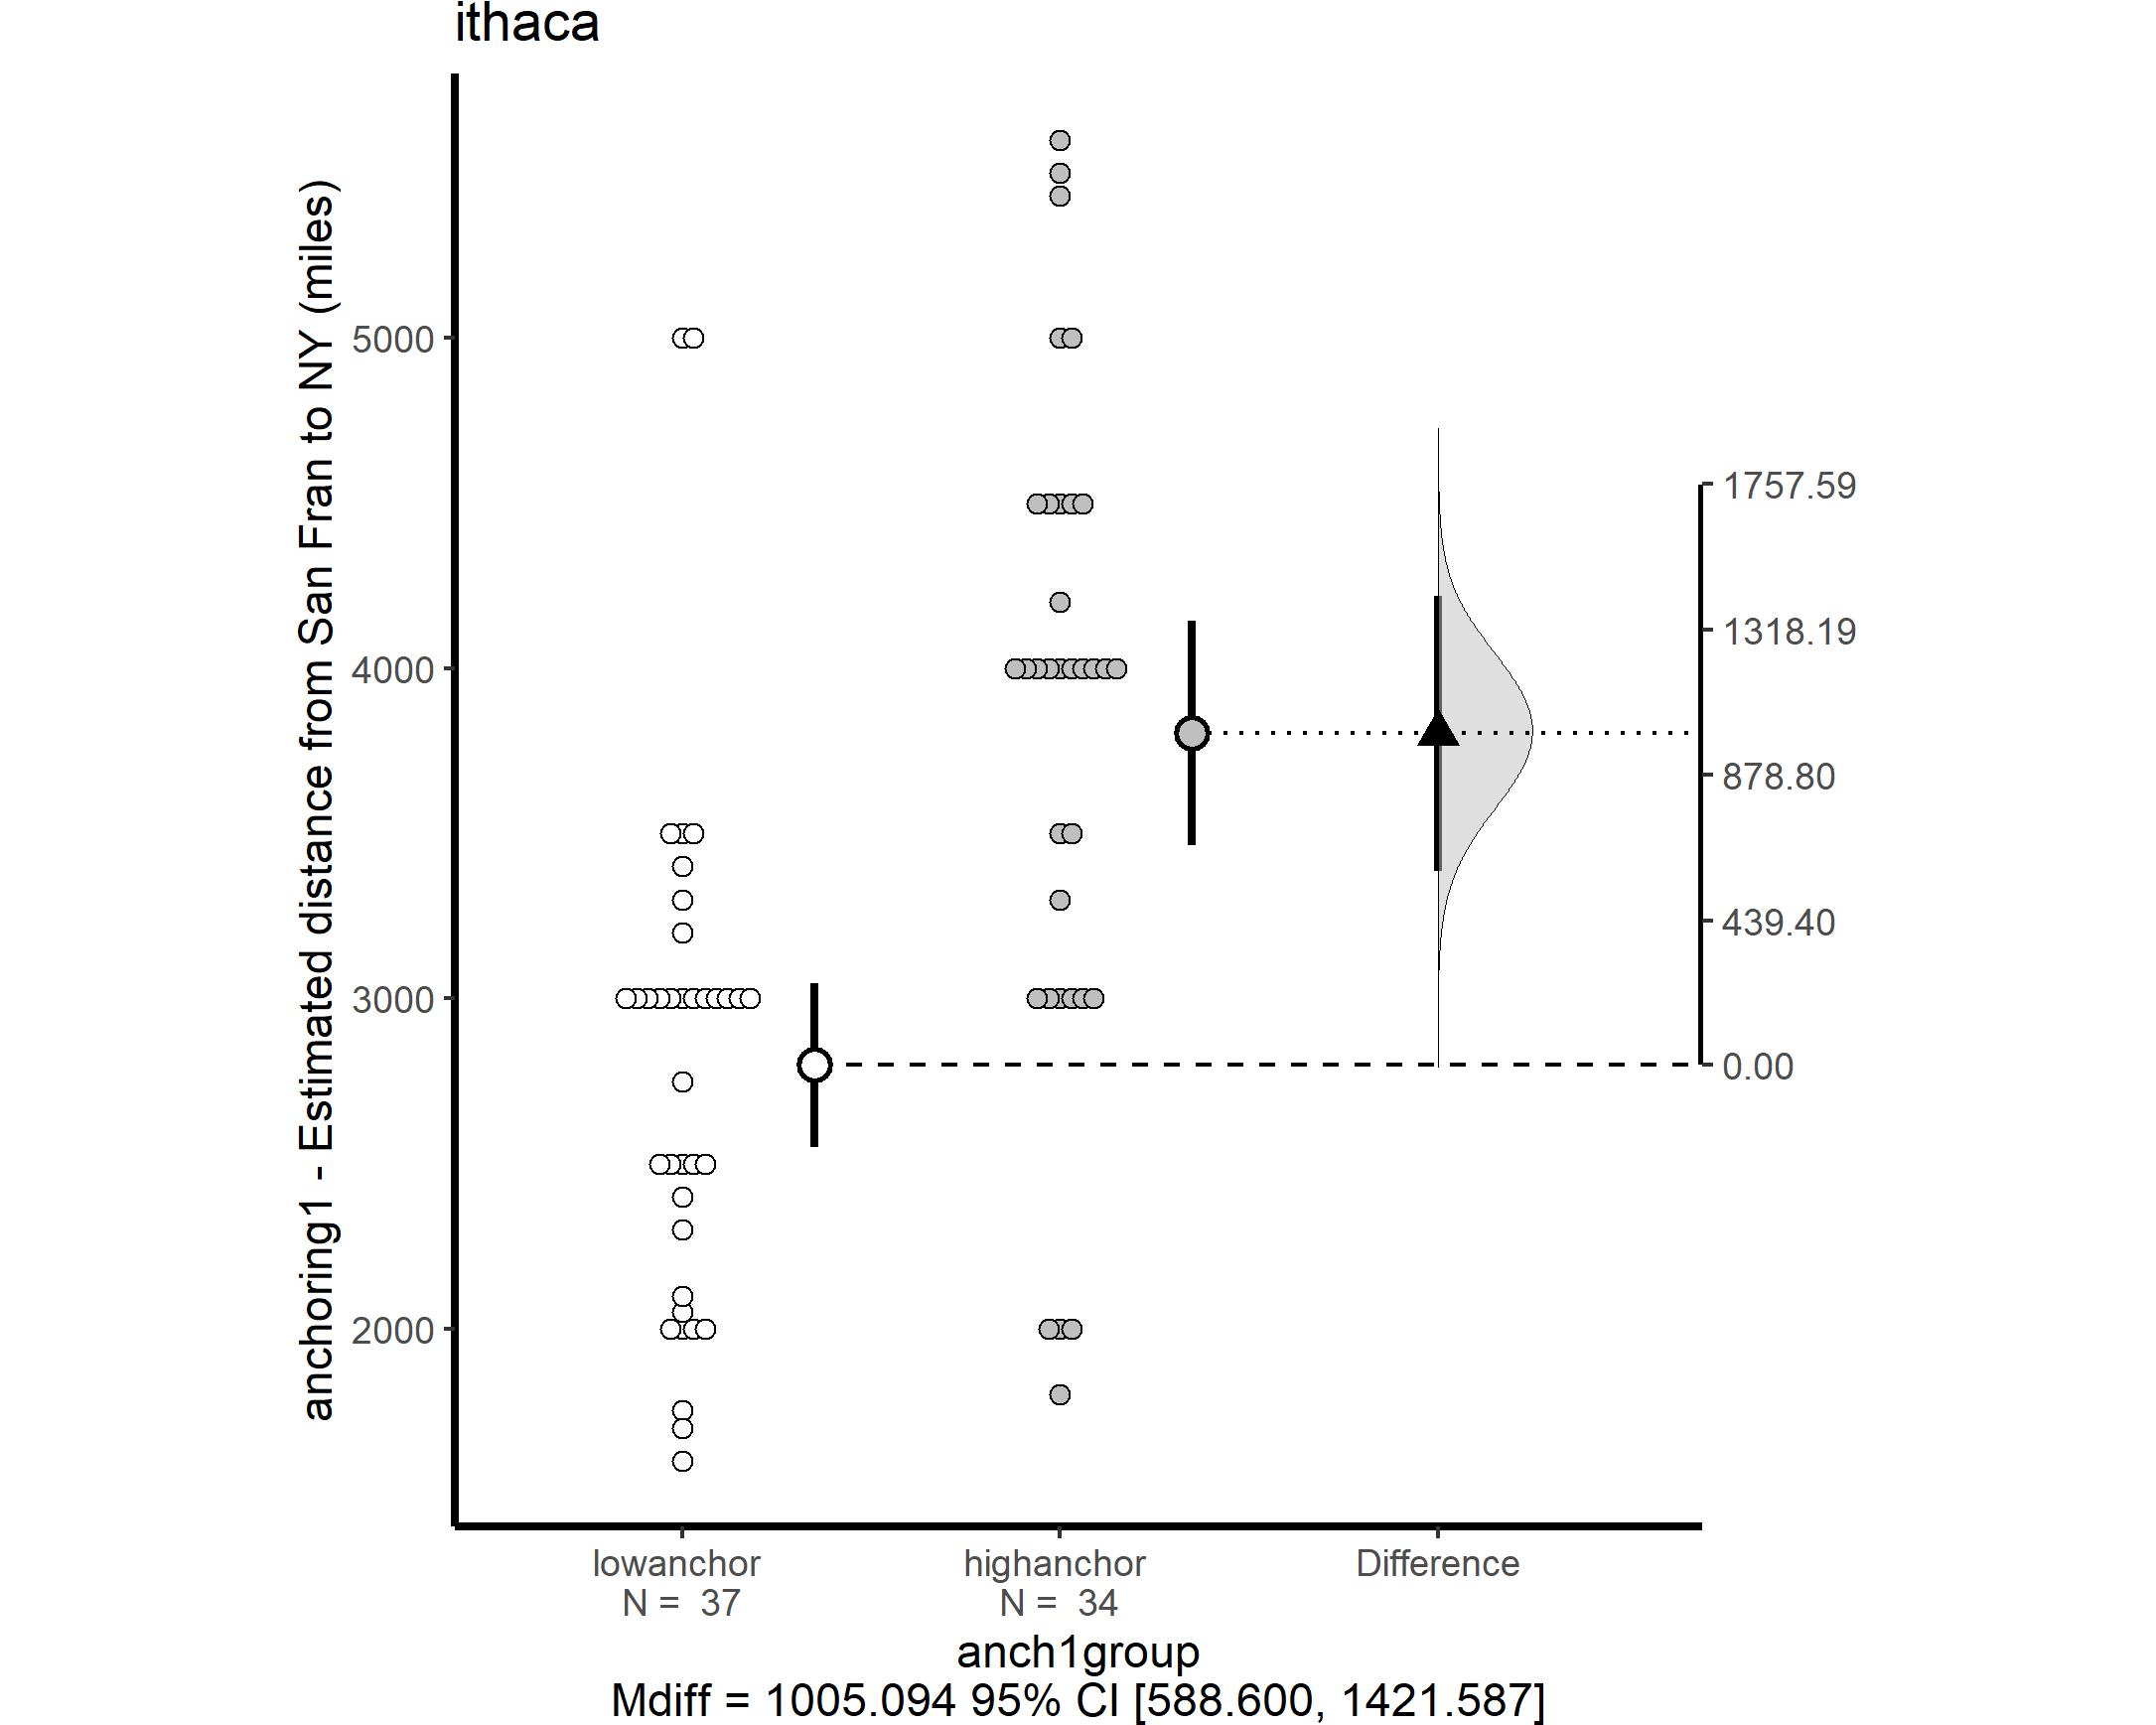 ithaca
anchoring1 - Estimated distance from San Fran to NY (miles)
5000
4000
3000
2000
1757.59
1318.19
878.80
439.40
0.00
lowanchor
N =  37
highanchor
N =  34
Difference
anch1group
Mdiff = 1005.094 95% CI [588.600, 1421.587]